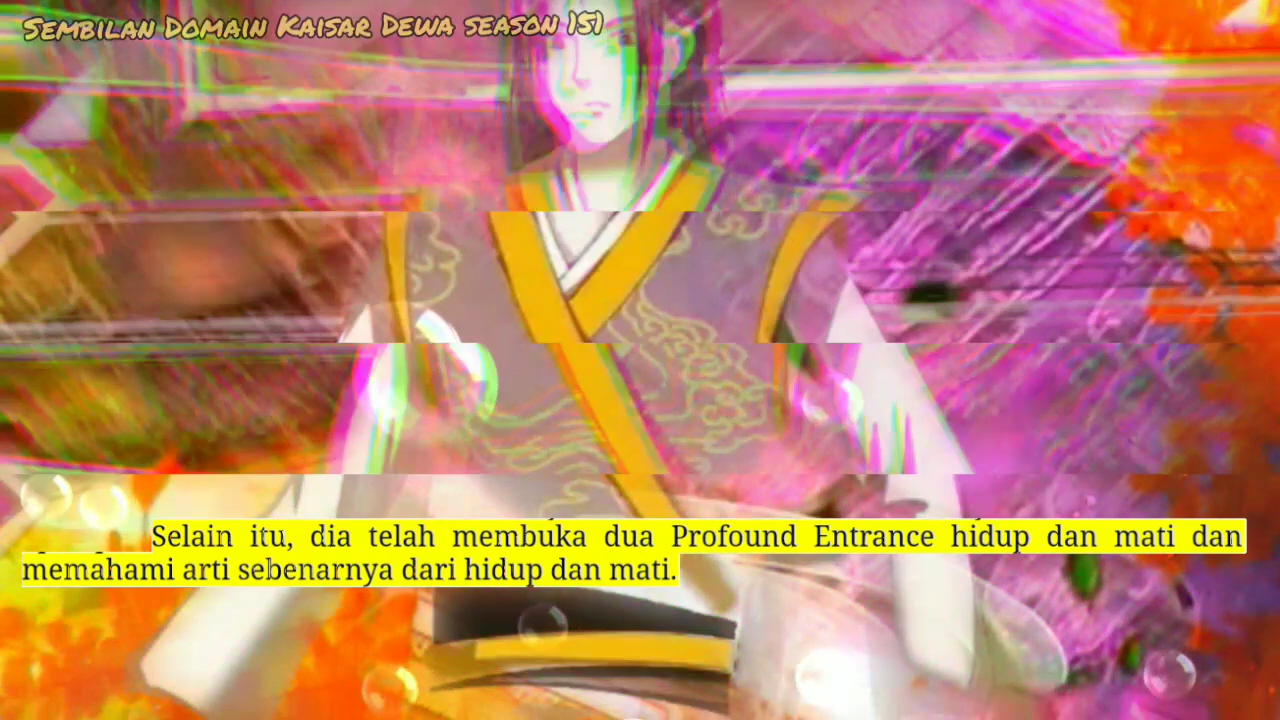 Sembilan Domain Kaisar Dewa season 151
Selain itu, dia telah membuka dua Profound Entrance hidup dan mati dan
memahami arti sebenarnya dari hidup dan mati.